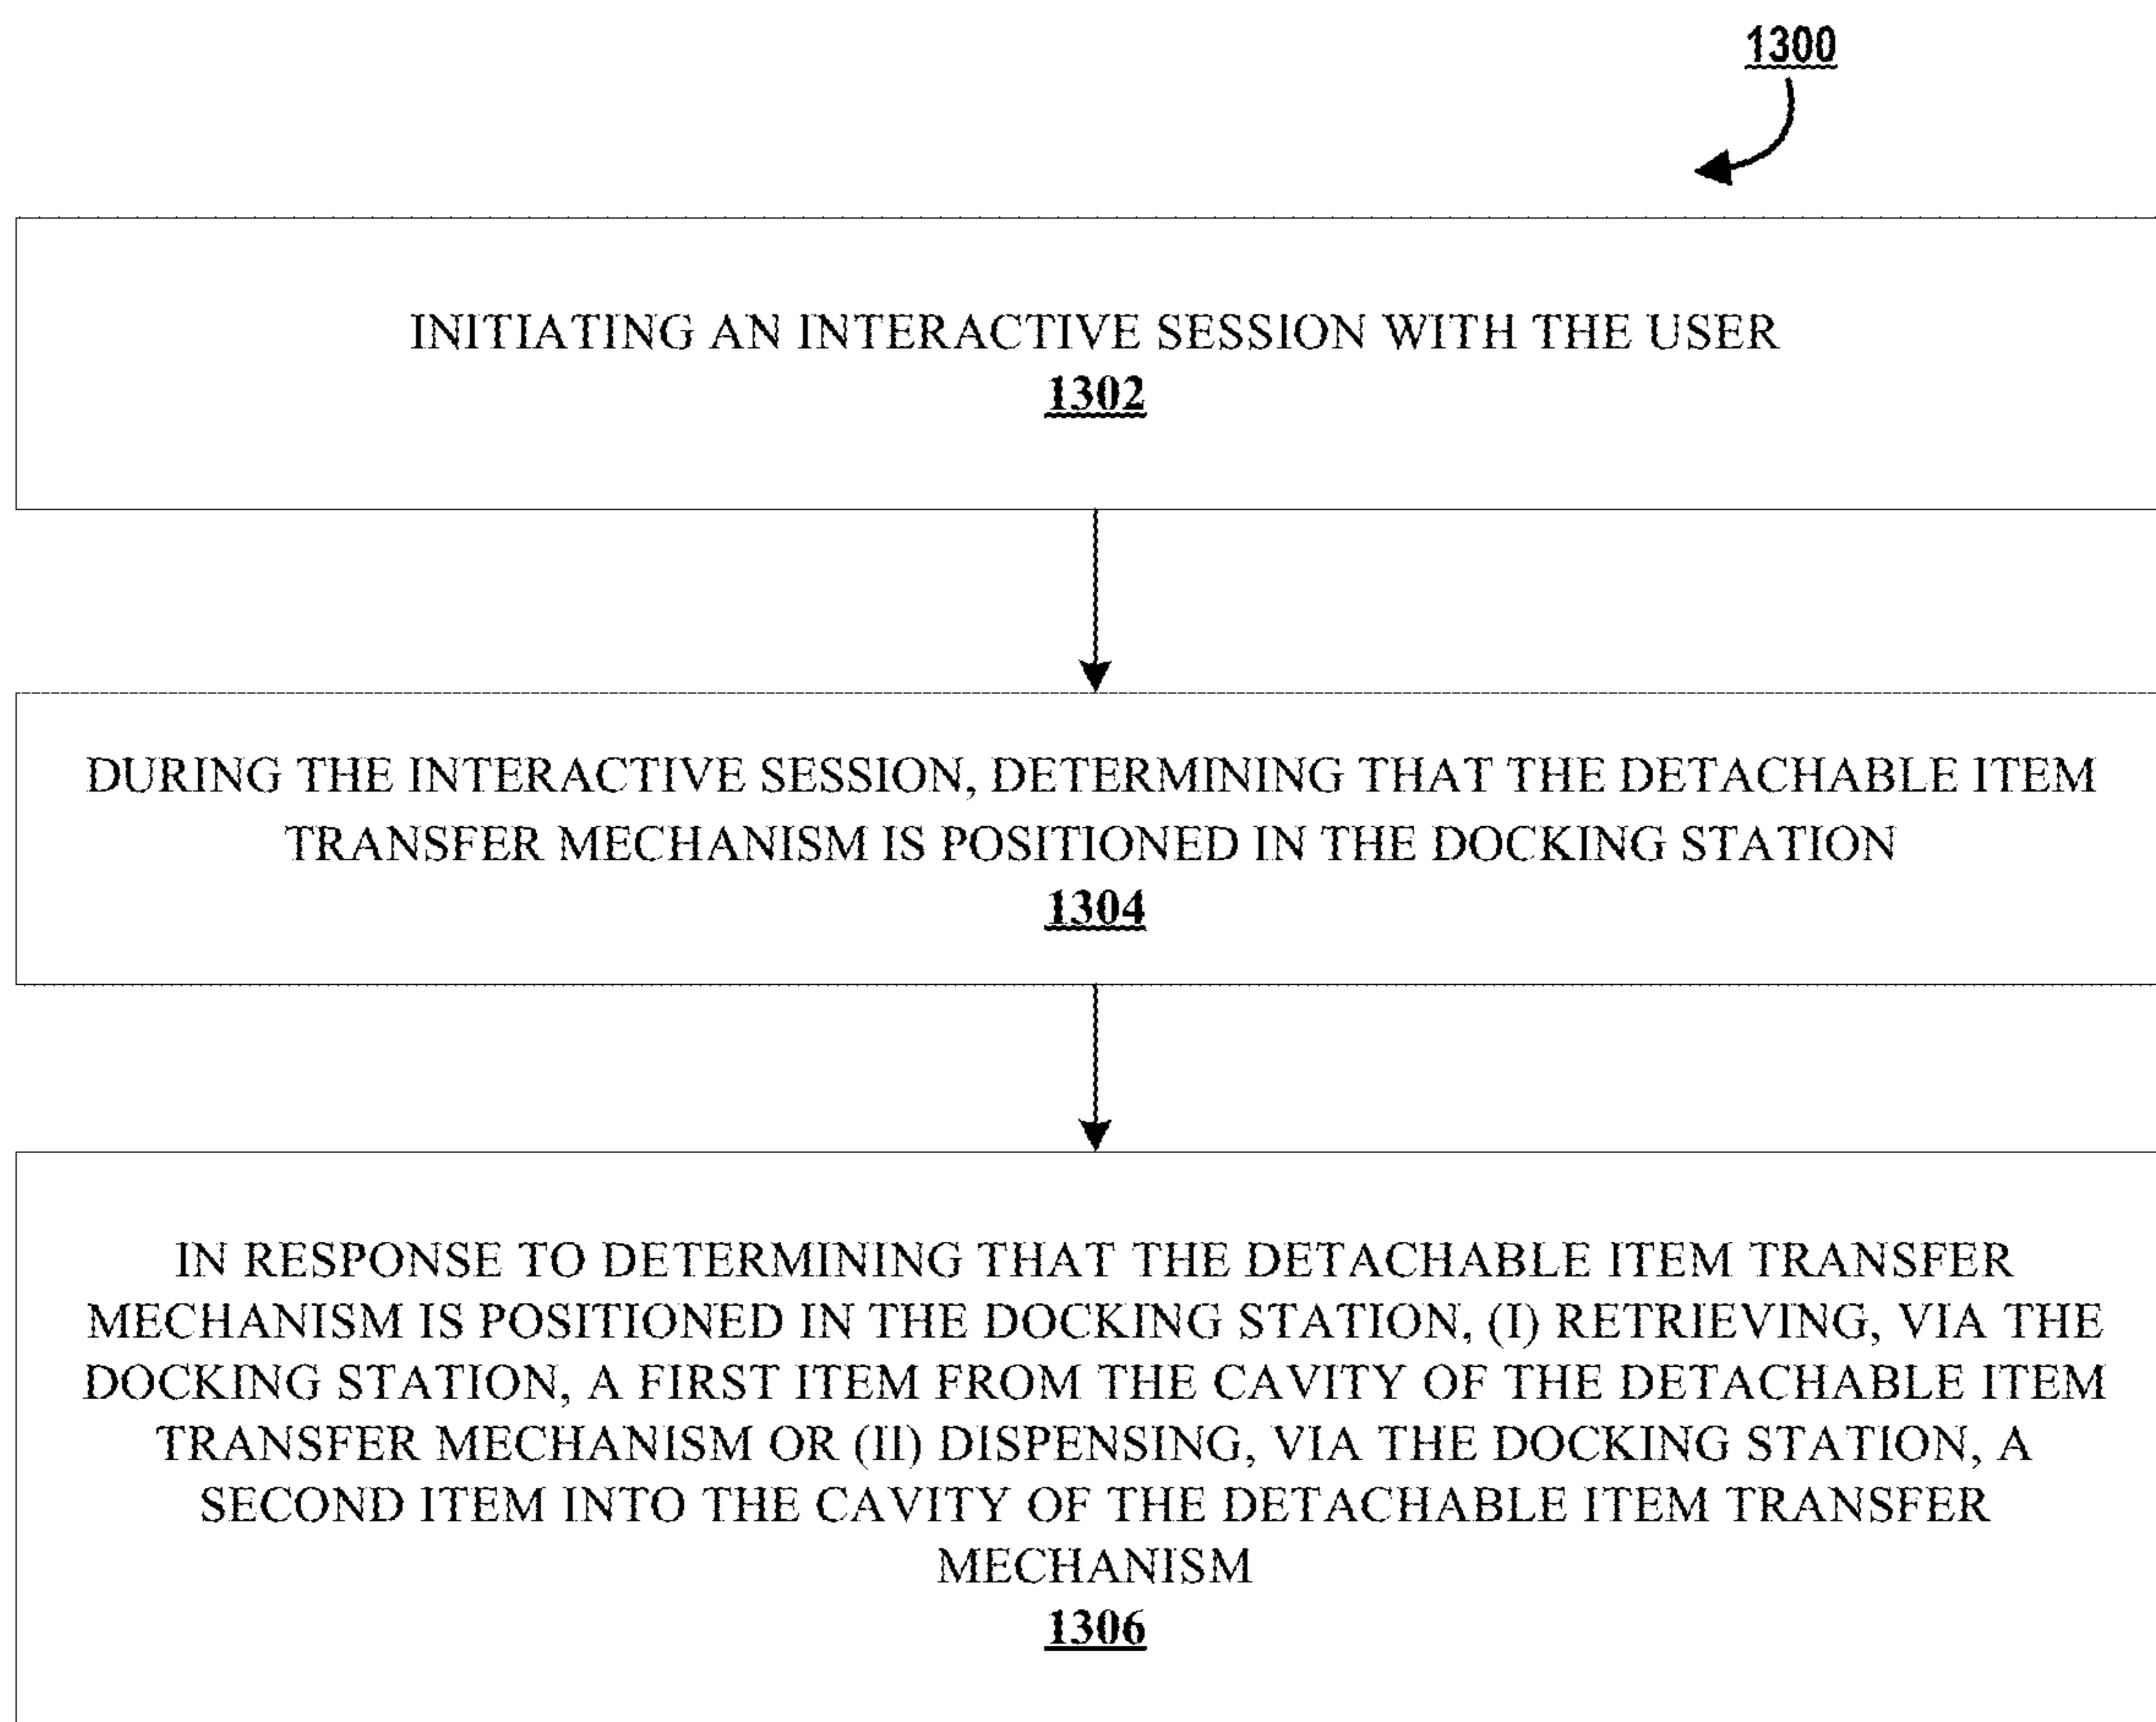 1300
INITIATING AN INTERACTIVE SESSION WITH THE USER
1302
DURING THE INTERACTIVE SESSION, DETERMINING THAT THE DETACHABLE ITEM
TRANSFER MECHANISM IS POSITIONED IN THE DOCKING STATION
1304
IN RESPONSE TO DETERMINING THAT THE DETACHABLE ITEM TRANSFER
MECHANISM IS POSITIONED IN THE DOCKING STATION, (I) RETRIEVING, VIA THE
DOCKING STATION, A FIRST ITEM FROM THE CAVITY OF THE DETACHABLE ITEM
TRANSFER MECHANISM OR (II) DISPENSING, VIA THE DOCKING STATION, A
SECOND ITEM INTO THE CAVITY OF THE DETACHABLE ITEM TRANSFER
MECHANISM
1306